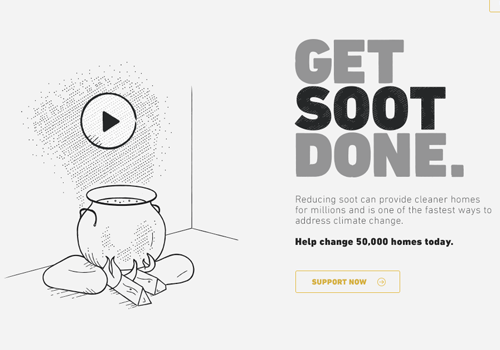 GET
SOOT
DONE.
Reducing soot can provide cleaner homes
for millions and is one of the fastest ways to
address climate change.
Help change 50,000 homes today.
SUPPORT NOW